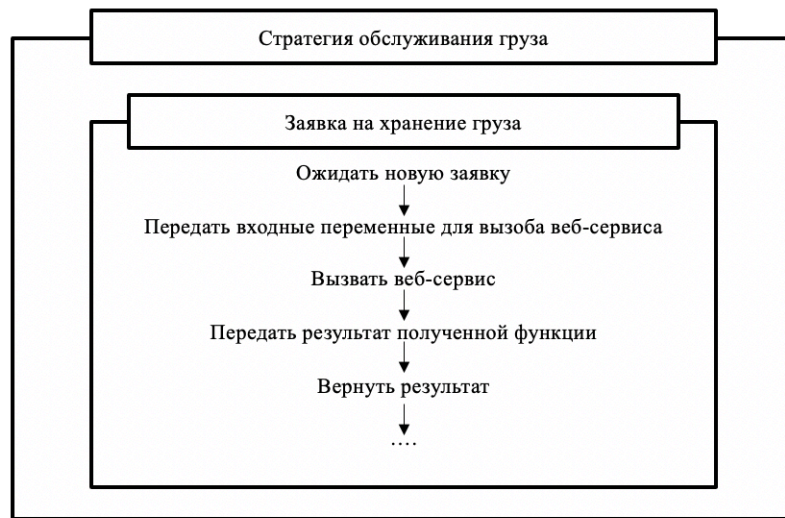 Стратегия обслуживания груза
Заявка на хранение груза
Ожидать новую заявку
Передать входные переменные для вызоба веб-сервиса
Вызвать веб-сервис
Передать результат полученной функции
Вернуть результат
....